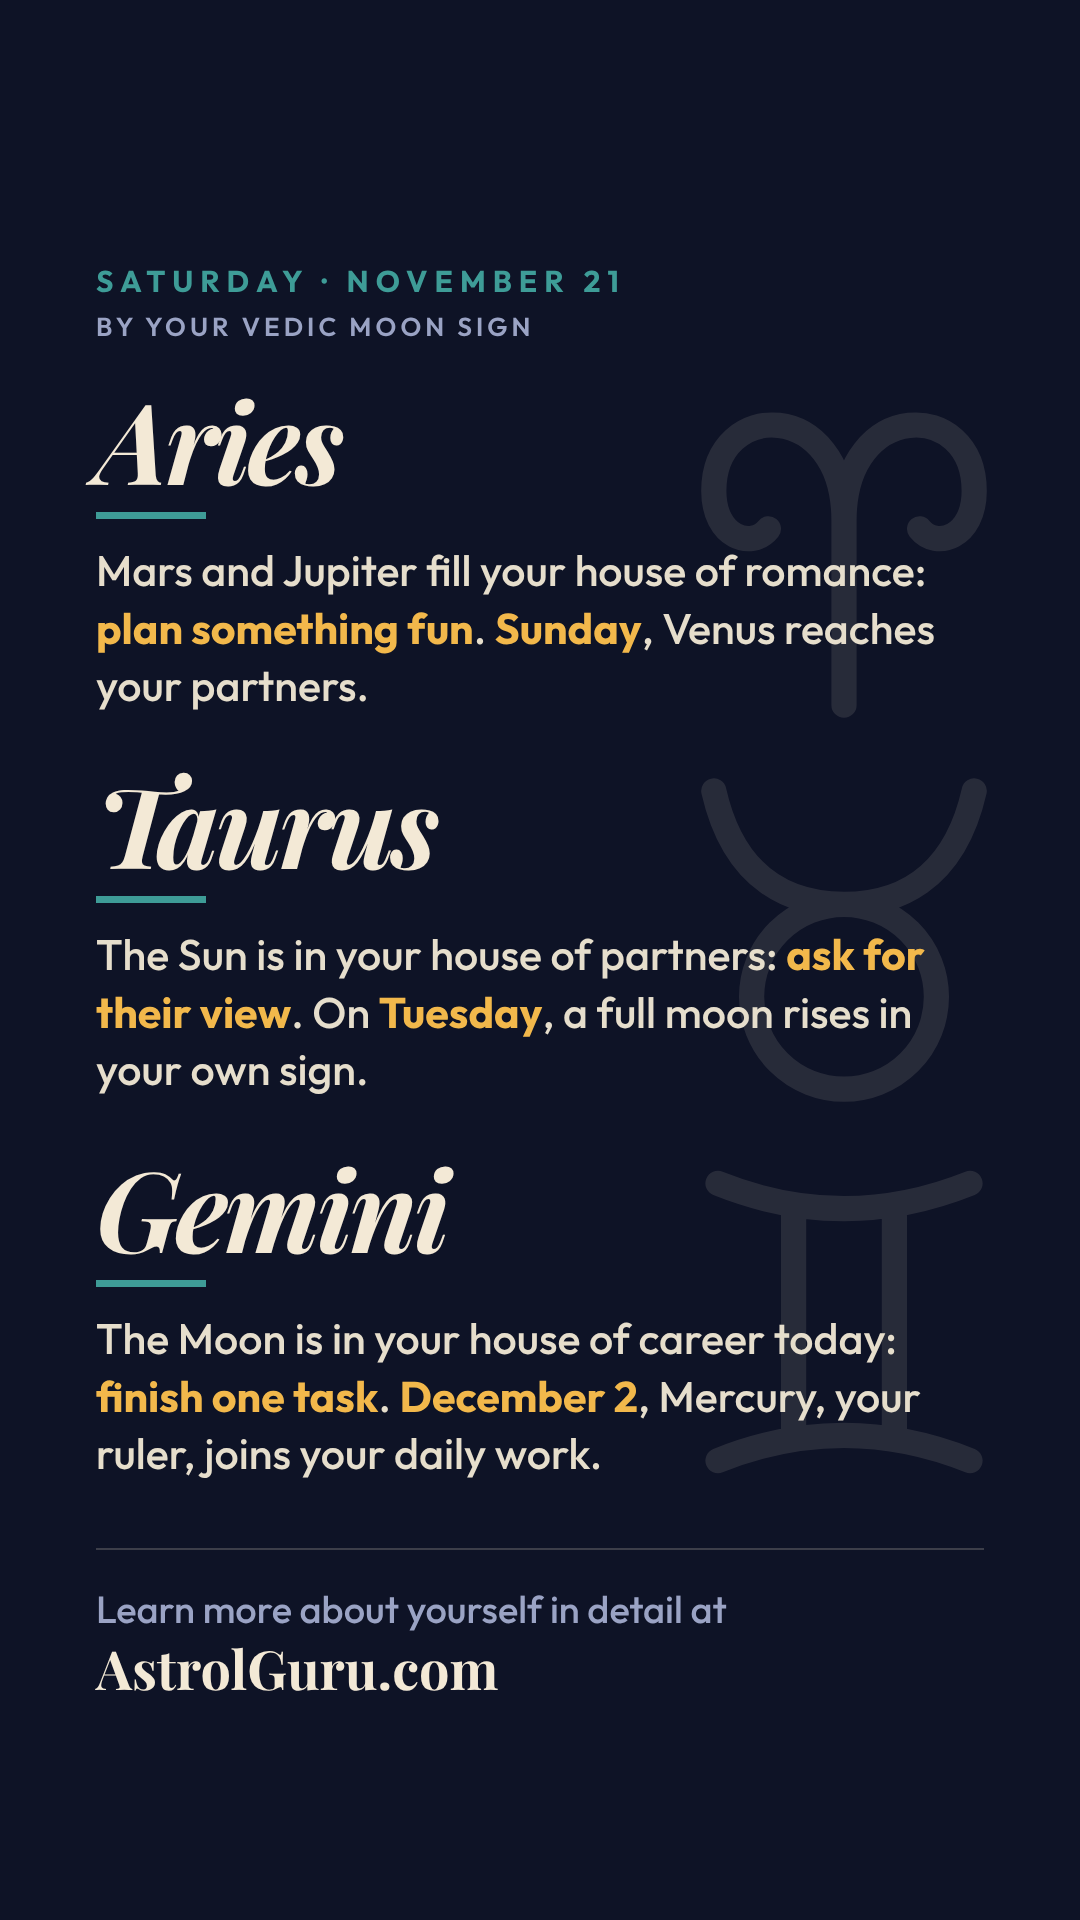 SATURDAY · NOVEMBER 21
BY YOUR VEDIC MOON SIGN
Aries
Mars and Jupiter fill your house of romance:
plan something fun. Sunday, Venus reaches
your partners.
Taurus
The Sun is in your house of partners: ask for
their view. On Tuesday, a full moon rises in
your own sign.
Gemini
The Moon is in your house of career today:
finish one task. December 2, Mercury, your
ruler, joins your daily work.
Learn more about yourself in detail at
AstrolGuru.com